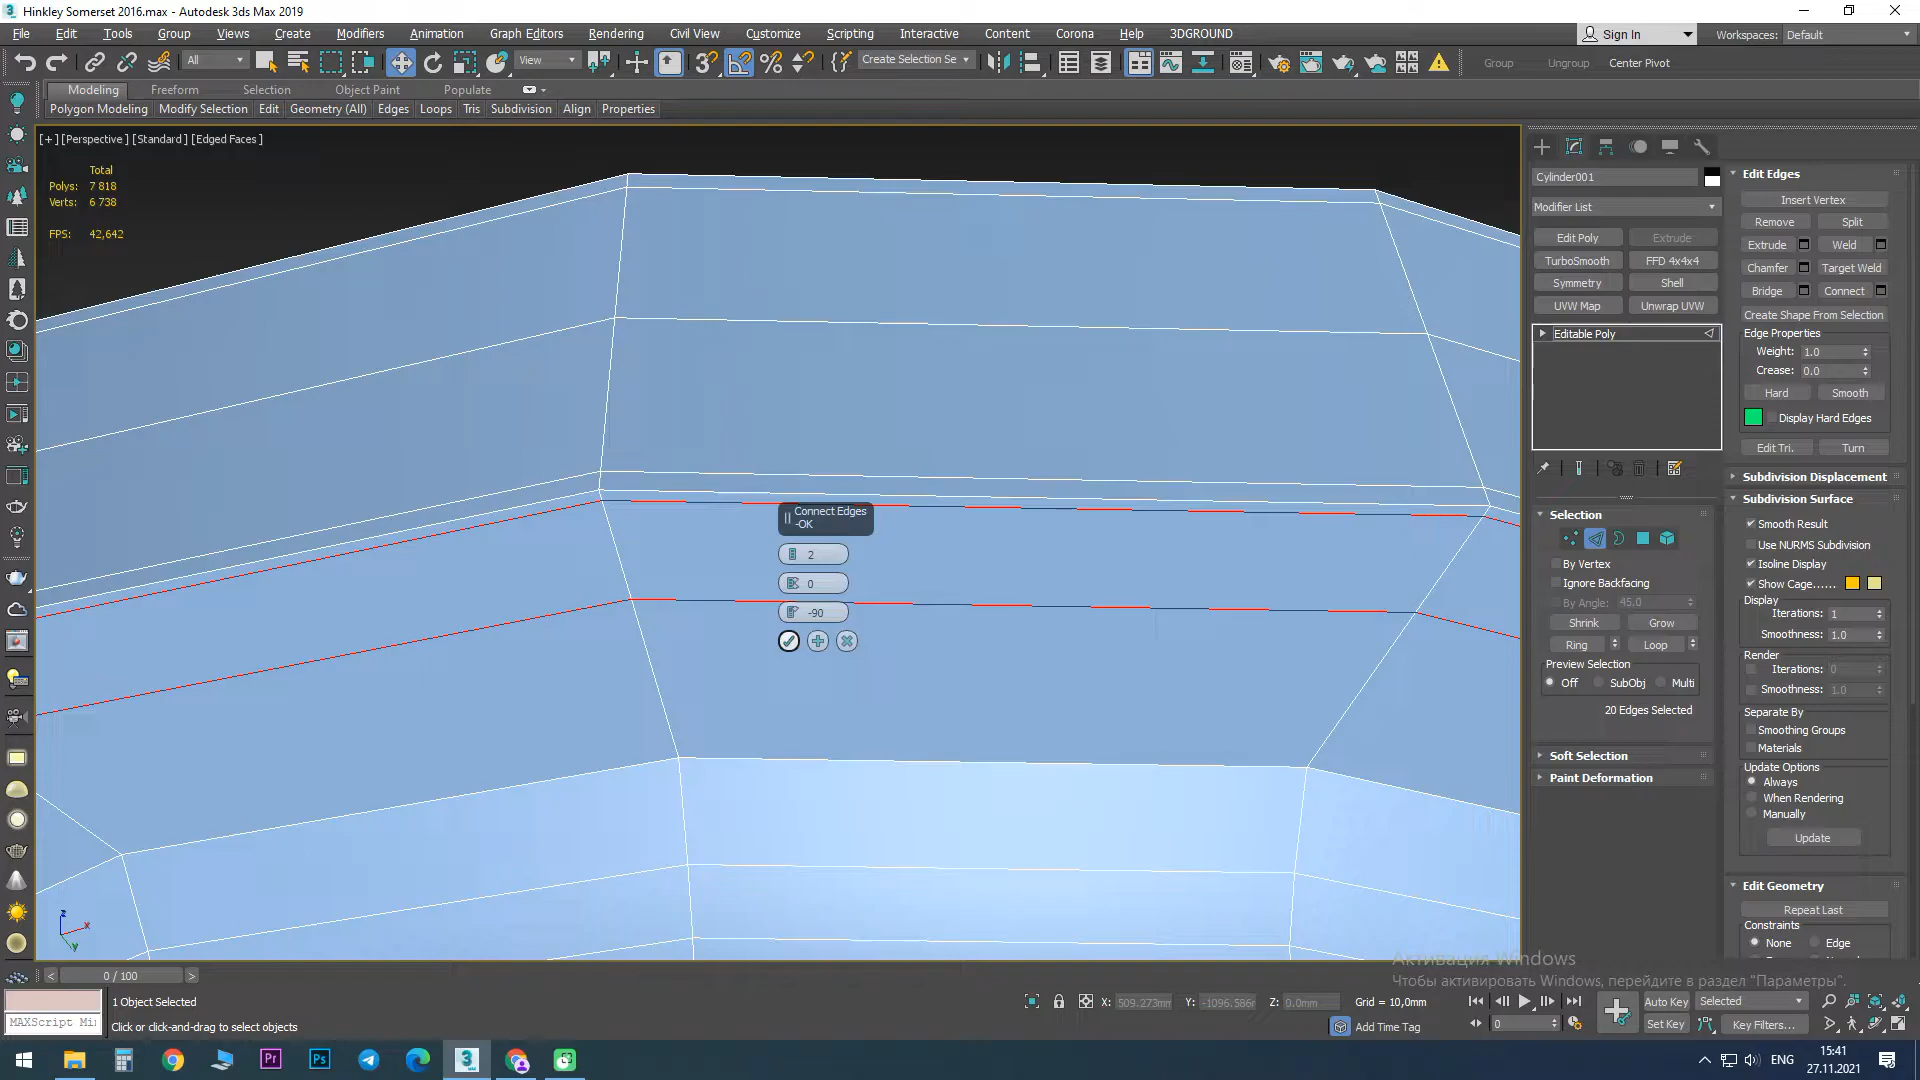 Hinkley Somerset 2016.max - Autodesk 3ds Max 2019
File Edit Tools Group Views Create Modifiers Animation Graph Editors Rendering Civil View Customize Scripting Interactive Content Corona Help 3DGROUND
Sign In Workspaces: Default
All View Create Selection Se Group Ungroup Center Pivot
Modeling Freeform Selection Object Paint Populate
Polygon Modeling Modify Selection Edit Geometry (All) Edges Loops Tris Subdivision Align Properties
[+] [Perspective] [Standard] [Edged Faces]
Total
Polys: 7 818
Verts: 6 738
FPS: 42,642
Connect Edges
-OK
2
0
-90
Cylinder001
Modifier List
Edit Poly Extrude
TurboSmooth FFD 4x4x4
Symmetry Shell
UVW Map Unwrap UVW
Editable Poly
Selection
By Vertex
Ignore Backfacing
By Angle: 45,0
Shrink Grow
Ring Loop
Preview Selection
Off SubObj Multi
20 Edges Selected
Soft Selection
Paint Deformation
Edit Edges
Insert Vertex
Remove Split
Extrude Weld
Chamfer Target Weld
Bridge Connect
Create Shape From Selection
Edge Properties
Weight: 1.0
Crease: 0.0
Hard Smooth
Display Hard Edges
Edit Tri. Turn
Subdivision Displacement
Subdivision Surface
Smooth Result
Use NURMS Subdivision
Isoline Display
Show Cage......
Display
Iterations: 1
Smoothness: 1.0
Render
Iterations: 0
Smoothness: 1.0
Separate By
Smoothing Groups
Materials
Update Options
Always
When Rendering
Manually
Update
Edit Geometry
Repeat Last
Constraints
None Edge
Активация Windows
Чтобы активировать Windows, перейдите в раздел "Параметры".
< 0 / 100 >
1 Object Selected
MAXScript Mi
Click or click-and-drag to select objects
X: 509.273mm Y: -1096.586m Z: 0.0mm Grid = 10,0mm
Add Time Tag
0
Auto Key Selected
Set Key Key Filters...
ENG
15:41
27.11.2021